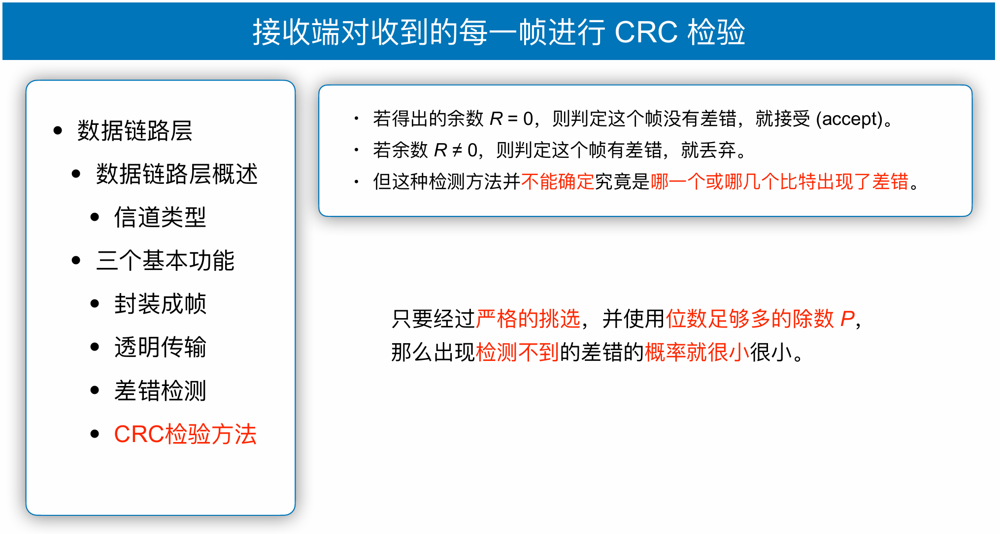 接收端对收到的每一帧进行 CRC 检验
• 数据链路层
• 数据链路层概述
• 信道类型
• 三个基本功能
• 封装成帧
• 透明传输
• 差错检测
• CRC检验方法
• 若得出的余数 R = 0，则判定这个帧没有差错，就接受 (accept)。
• 若余数 R ≠ 0，则判定这个帧有差错，就丢弃。
• 但这种检测方法并不能确定究竟是哪一个或哪几个比特出现了差错。
只要经过严格的挑选，并使用位数足够多的除数 P，
那么出现检测不到的差错的概率就很小很小。